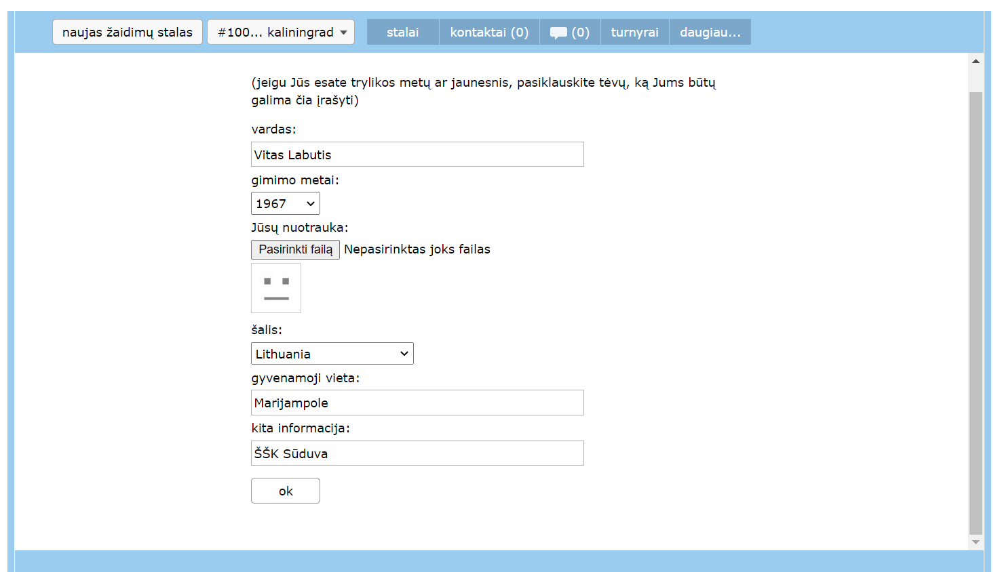 naujas žaidimų stalas #100... kaliningrad stalai kontaktai (0) (0) turnyrai daugiau...
(jeigu Jūs esate trylikos metų ar jaunesnis, pasiklauskite tėvų, ką Jums būtų
galima čia įrašyti)
vardas:
Vitas Labutis
gimimo metai:
1967
Jūsų nuotrauka:
Pasirinkti failą Nepasirinktas joks failas
šalis:
Lithuania
gyvenamoji vieta:
Marijampole
kita informacija:
ŠŠK Sūduva
ok